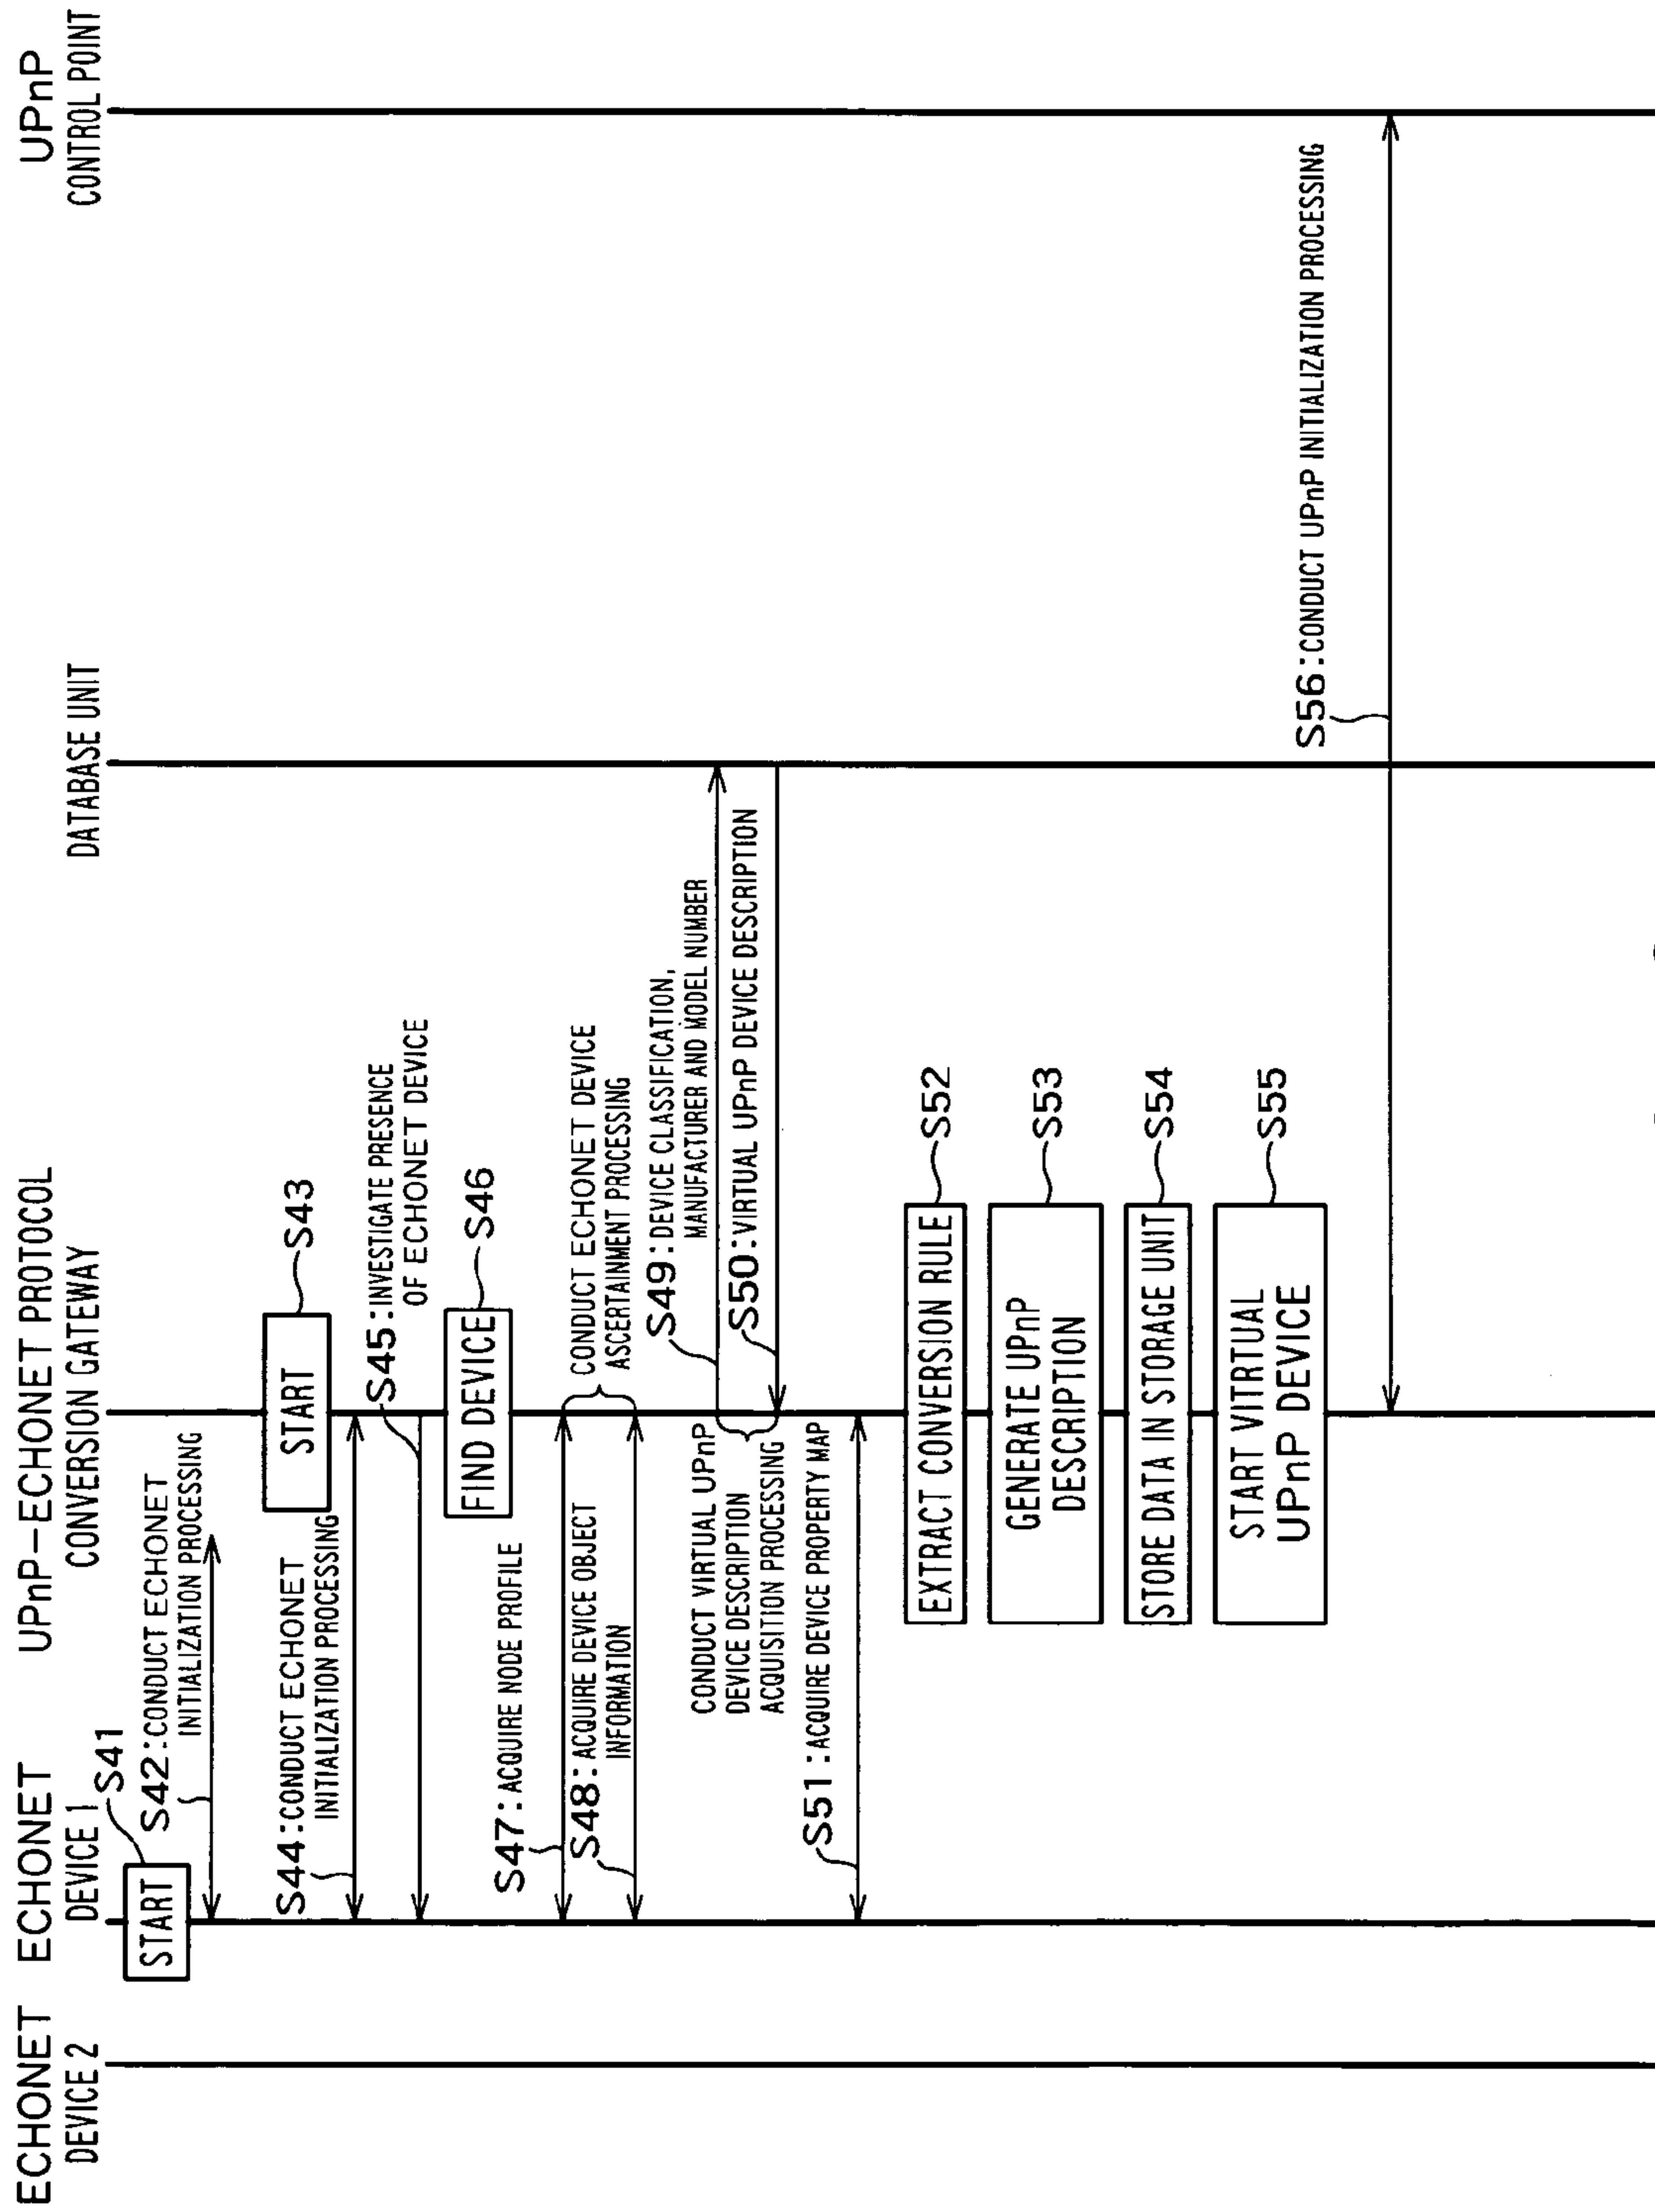 ECHONET
DEVICE 2
ECHONET
DEVICE 1
UPnP-ECHONET PROTOCOL
CONVERSION GATEWAY
DATABASE UNIT
UPnP
CONTROL POINT
START
S41
S42:CONDUCT ECHONET
INITIALIZATION PROCESSING
START
S43
S44:CONDUCT ECHONET
INITIALIZATION PROCESSING
S45:INVESTIGATE PRESENCE
OF ECHONET DEVICE
FIND DEVICE
S46
S47:ACQUIRE NODE PROFILE
S48:ACQUIRE DEVICE OBJECT
INFORMATION
CONDUCT ECHONET DEVICE
ASCERTAINMENT PROCESSING
S49:DEVICE CLASSIFICATION,
MANUFACTURER AND MODEL NUMBER
S50:VIRTUAL UPnP DEVICE DESCRIPTION
CONDUCT VIRTUAL UPnP
DEVICE DESCRIPTION
ACQUISITION PROCESSING
S51:ACQUIRE DEVICE PROPERTY MAP
EXTRACT CONVERSION RULE
S52
GENERATE UPnP
DESCRIPTION
S53
STORE DATA IN STORAGE UNIT
S54
START VITRTUAL
UPnP DEVICE
S55
S56:CONDUCT UPnP INITIALIZATION PROCESSING